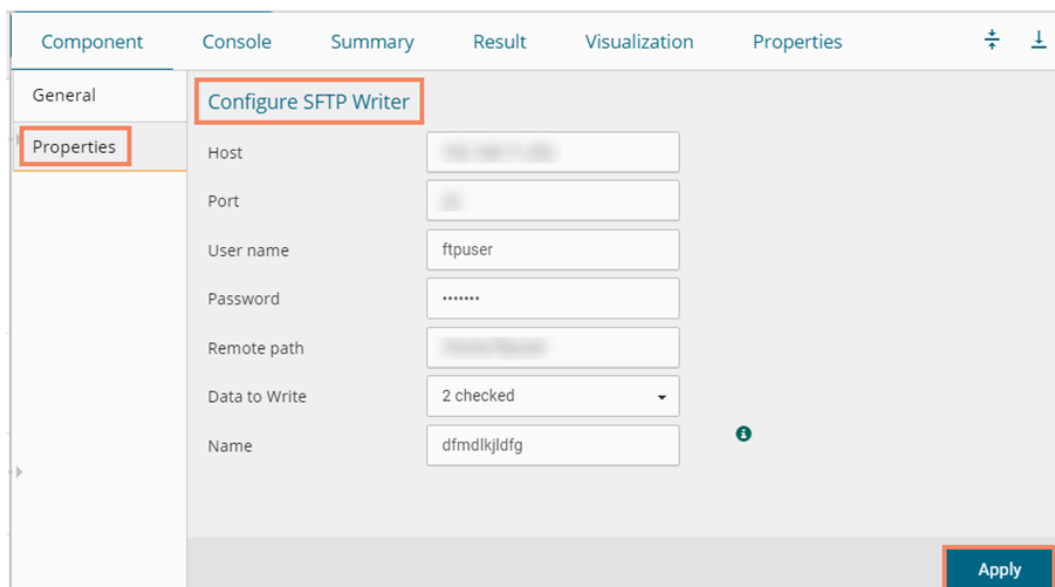 Component Console Summary Result Visualization Properties
General
Properties
Configure SFTP Writer
Host
Port
User name ftpuser
Password •••••••
Remote path
Data to Write 2 checked
Name dfmdlkjldfg
Apply